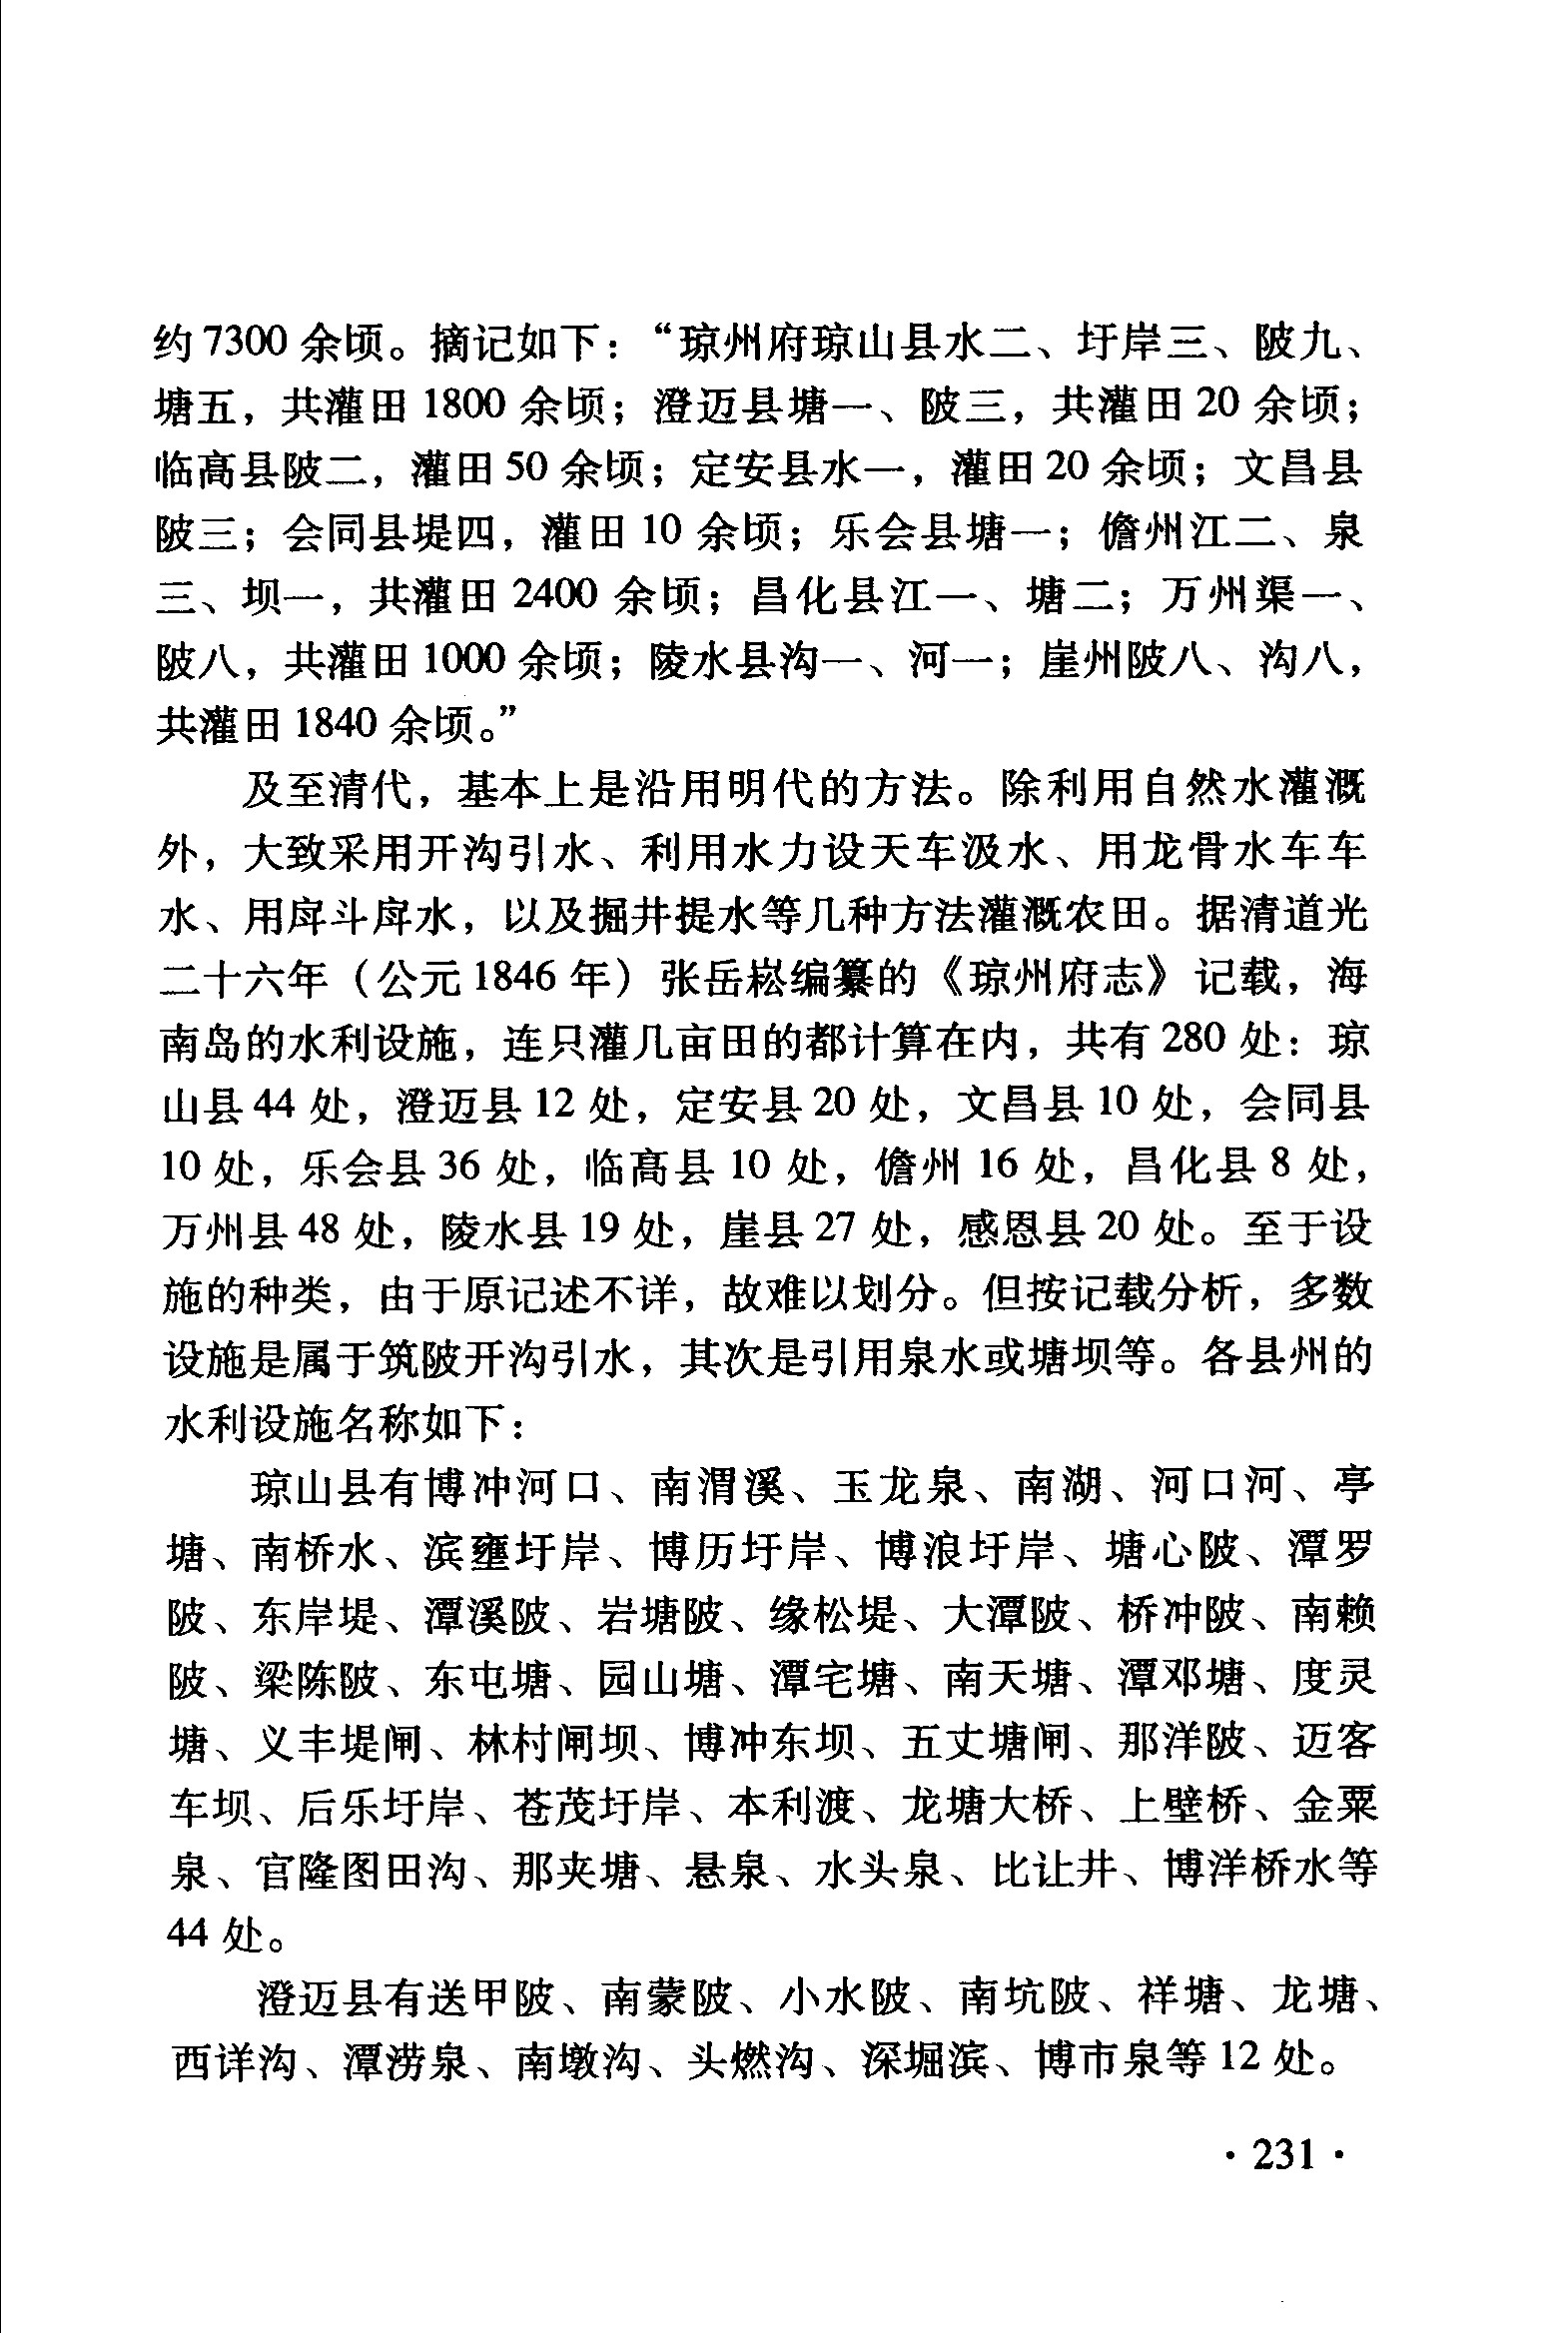 约7300余顷。摘记如下：“琼州府琼山县水二、圩岸三、陂九、
塘五，共灌田1800余顷；澄迈县塘一、陂三，共灌田20余顷；
临高县陂二，灌田50余顷；定安县水一，灌田20余顷；文昌县
陂三；会同县堤四，灌田10余顷；乐会县塘一；儋州江二、泉
三、坝一，共灌田2400余顷；昌化县江一、塘二；万州渠一、
陂八，共灌田1000余顷；陵水县沟一、河一；崖州陂八、沟八，
共灌田1840余顷。”
及至清代，基本上是沿用明代的方法。除利用自然水灌溉
外，大致采用开沟引水、利用水力设天车汲水、用龙骨水车车
水、用戽斗戽水，以及掘井提水等几种方法灌溉农田。据清道光
二十六年（公元1846年）张岳崧编纂的《琼州府志》记载，海
南岛的水利设施，连只灌几亩田的都计算在内，共有280处：琼
山县44处，澄迈县12处，定安县20处，文昌县10处，会同县
10处，乐会县36处，临高县10处，儋州16处，昌化县8处，
万州县48处，陵水县19处，崖县27处，感恩县20处。至于设
施的种类，由于原记述不详，故难以划分。但按记载分析，多数
设施是属于筑陂开沟引水，其次是引用泉水或塘坝等。各县州的
水利设施名称如下：
琼山县有博冲河口、南渭溪、玉龙泉、南湖、河口河、亭
塘、南桥水、滨壅圩岸、博历圩岸、博浪圩岸、塘心陂、潭罗
陂、东岸堤、潭溪陂、岩塘陂、缘松堤、大潭陂、桥冲陂、南赖
陂、梁陈陂、东屯塘、园山塘、潭宅塘、南天塘、潭邓塘、度灵
塘、义丰堤闸、林村闸坝、博冲东坝、五丈塘闸、那洋陂、迈客
车坝、后乐圩岸、苍茂圩岸、本利渡、龙塘大桥、上壁桥、金粟
泉、官隆图田沟、那夹塘、悬泉、水头泉、比让井、博洋桥水等
44处。
澄迈县有送甲陂、南蒙陂、小水陂、南坑陂、祥塘、龙塘、
西详沟、潭涝泉、南墩沟、头燃沟、深堀滨、博市泉等12处。
·231·